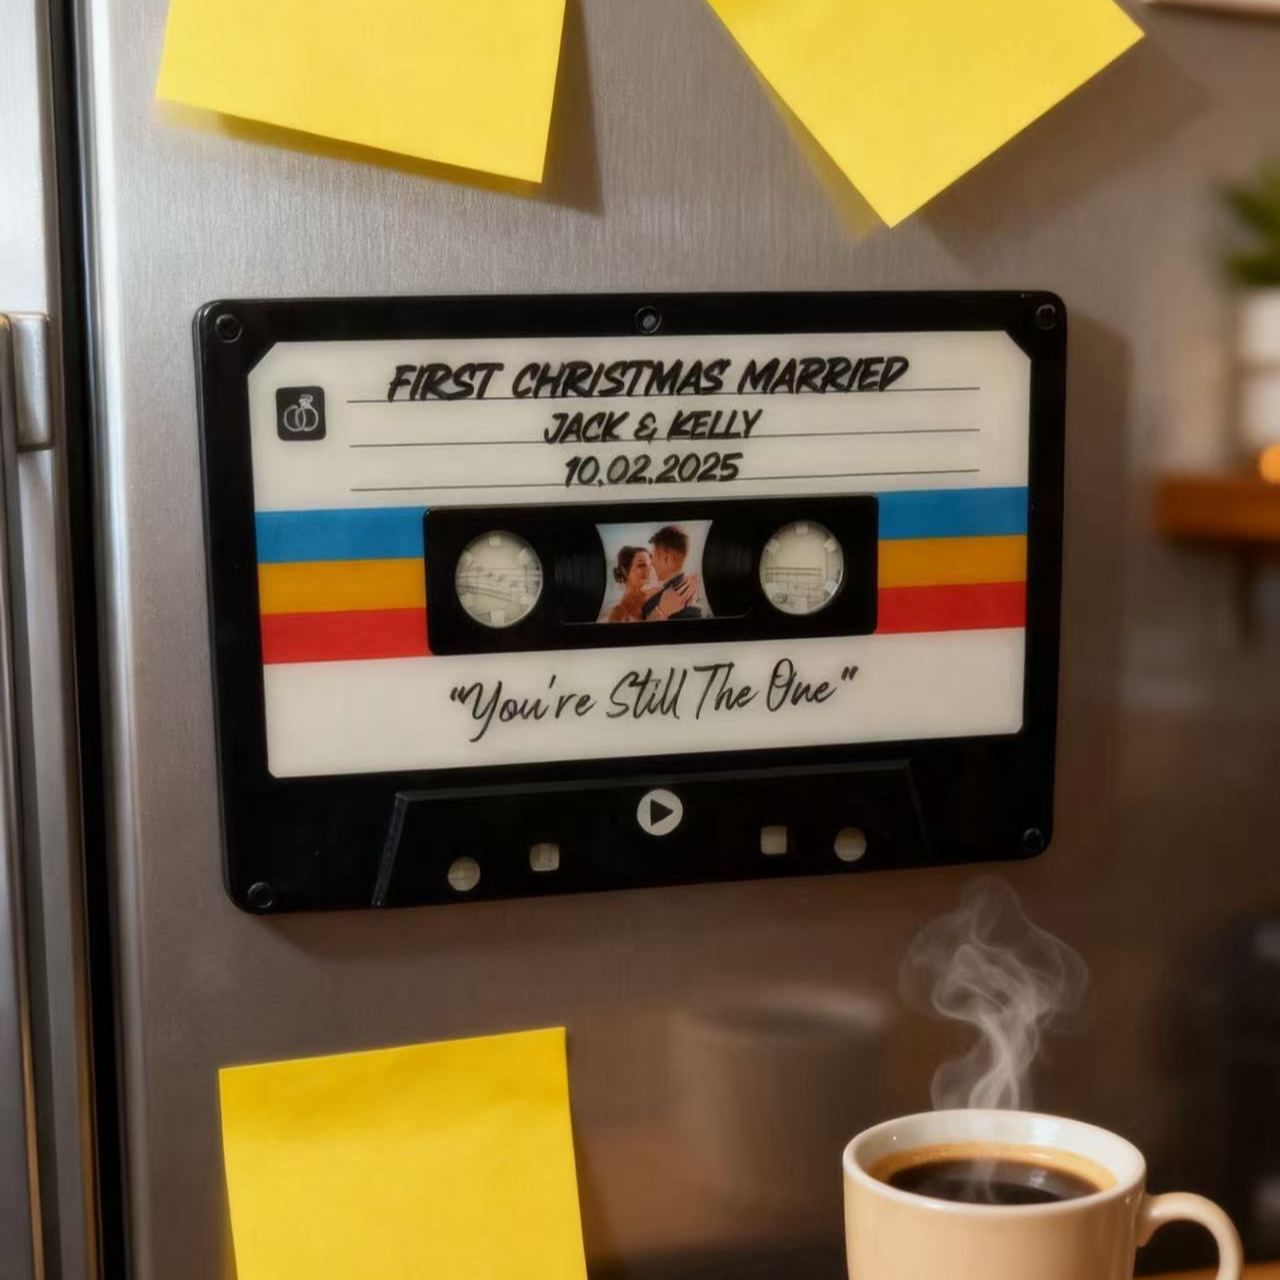 FIRST CHRISTMAS MARRIED
JACK & KELLY
10.02.2025
"You're Still The One"